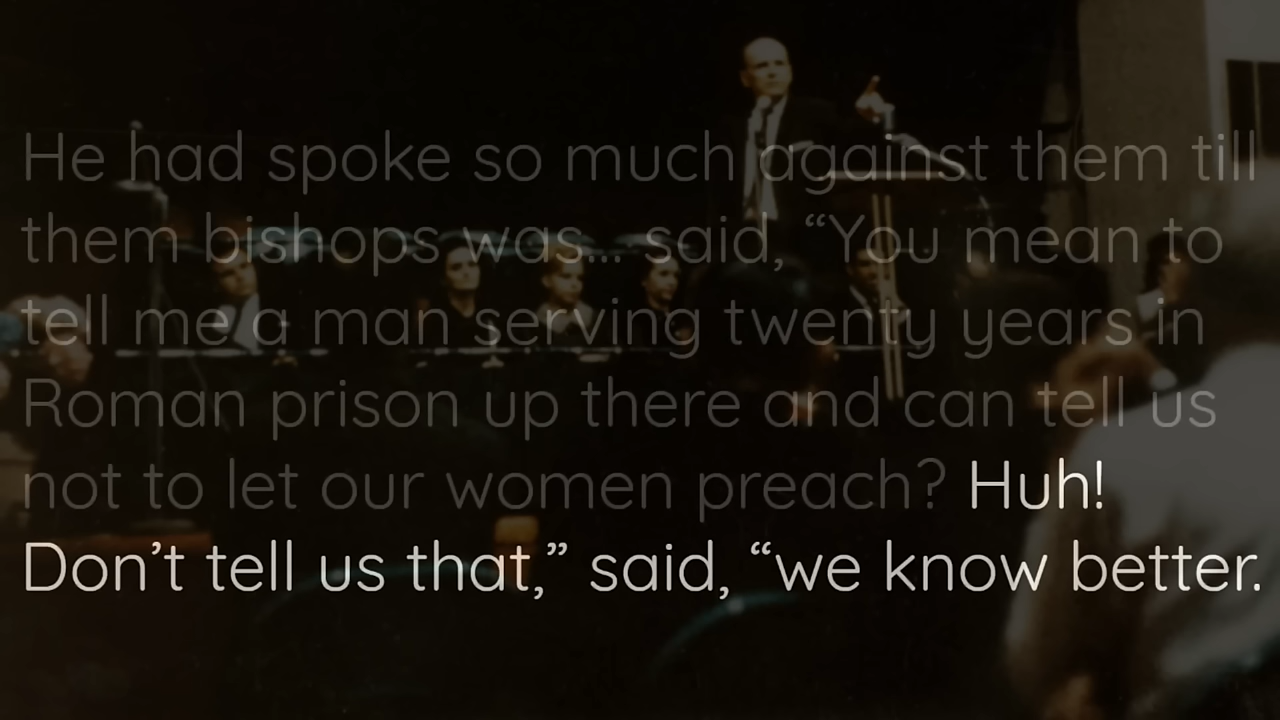 He had spoke so much against them till
them bishops was... said, “You mean to
tell me a man serving twenty years in
Roman prison up there and can tell us
not to let our women preach? Huh!
Don’t tell us that,” said, “we know better.